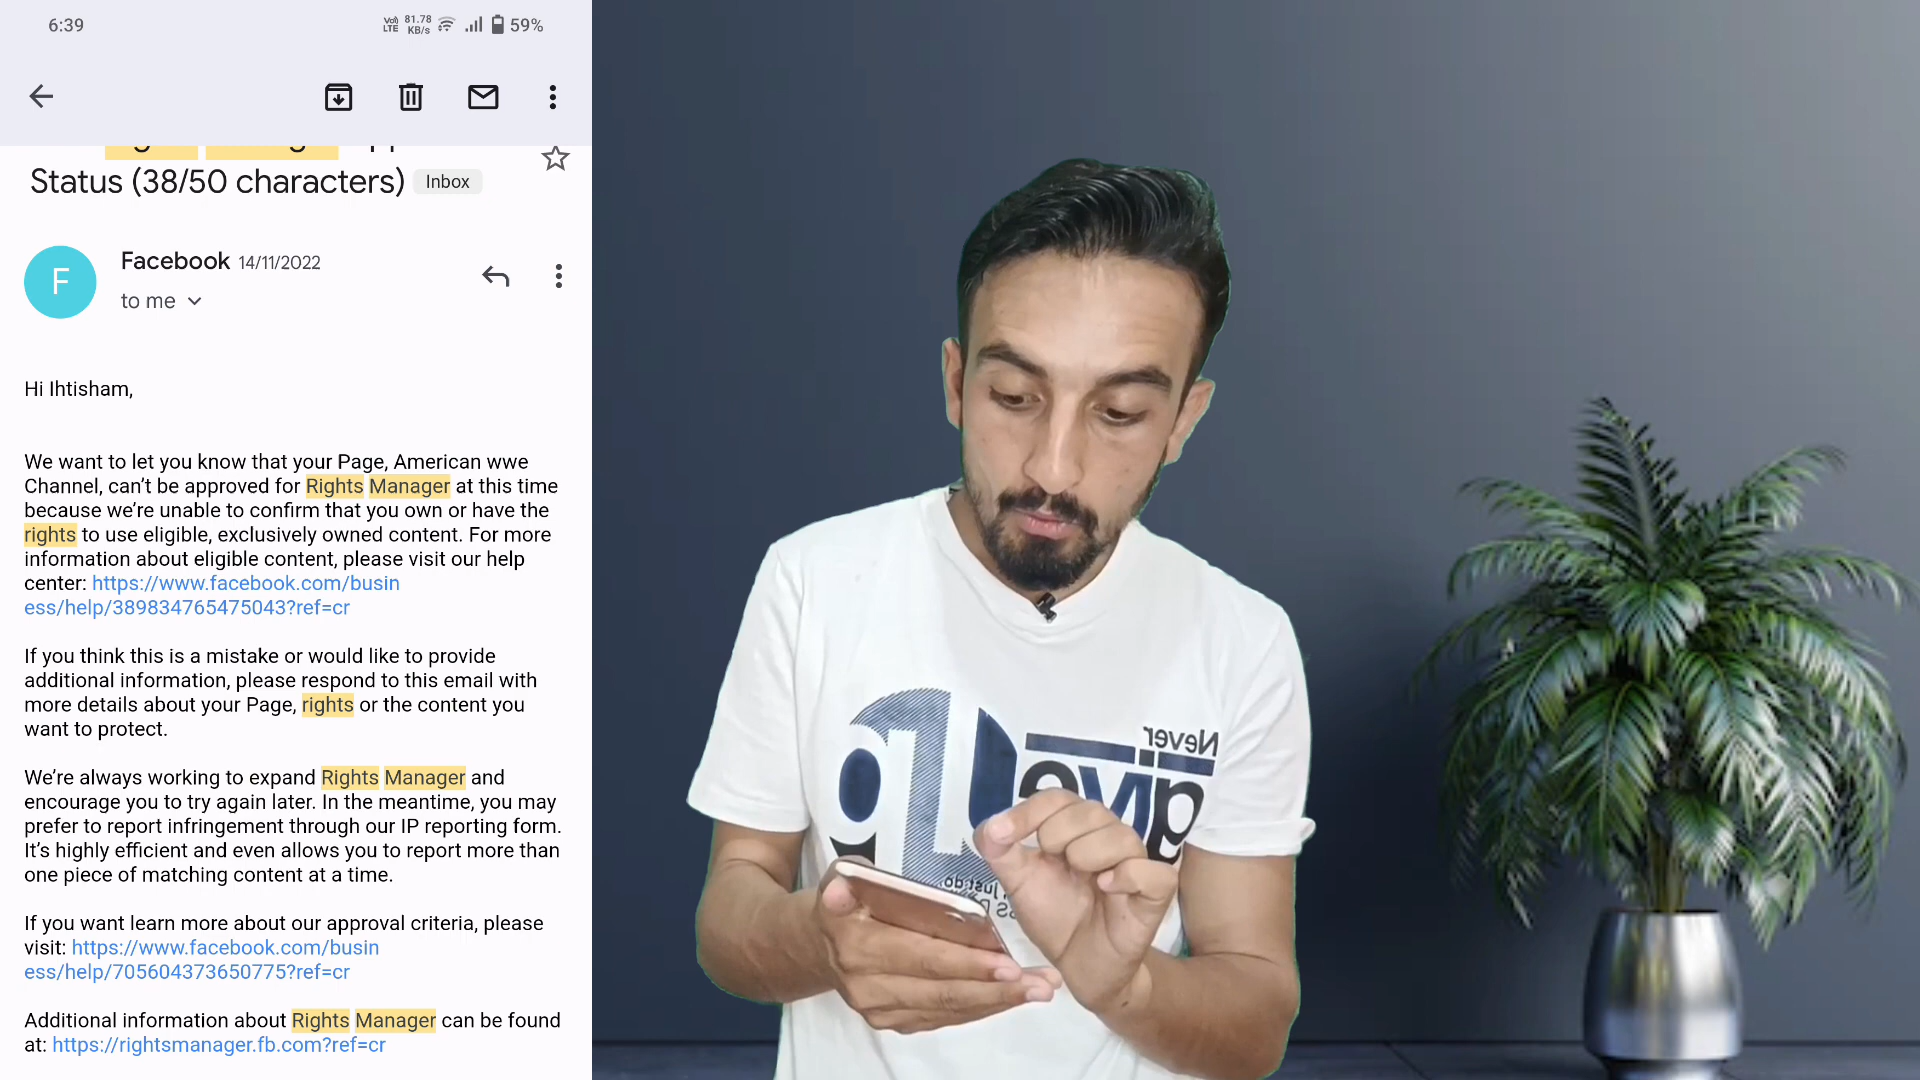 6:39
Vo) LTE 81.78 KB/s 59%
Status (38/50 characters) Inbox
F
Facebook 14/11/2022
to me
Hi Ihtisham,
We want to let you know that your Page, American wwe
Channel, can’t be approved for Rights Manager at this time
because we’re unable to confirm that you own or have the
rights to use eligible, exclusively owned content. For more
information about eligible content, please visit our help
center: https://www.facebook.com/busin
ess/help/389834765475043?ref=cr
If you think this is a mistake or would like to provide
additional information, please respond to this email with
more details about your Page, rights or the content you
want to protect.
We’re always working to expand Rights Manager and
encourage you to try again later. In the meantime, you may
prefer to report infringement through our IP reporting form.
It’s highly efficient and even allows you to report more than
one piece of matching content at a time.
If you want learn more about our approval criteria, please
visit: https://www.facebook.com/busin
ess/help/705604373650775?ref=cr
Additional information about Rights Manager can be found
at: https://rightsmanager.fb.com?ref=cr
Never
give
up
just do